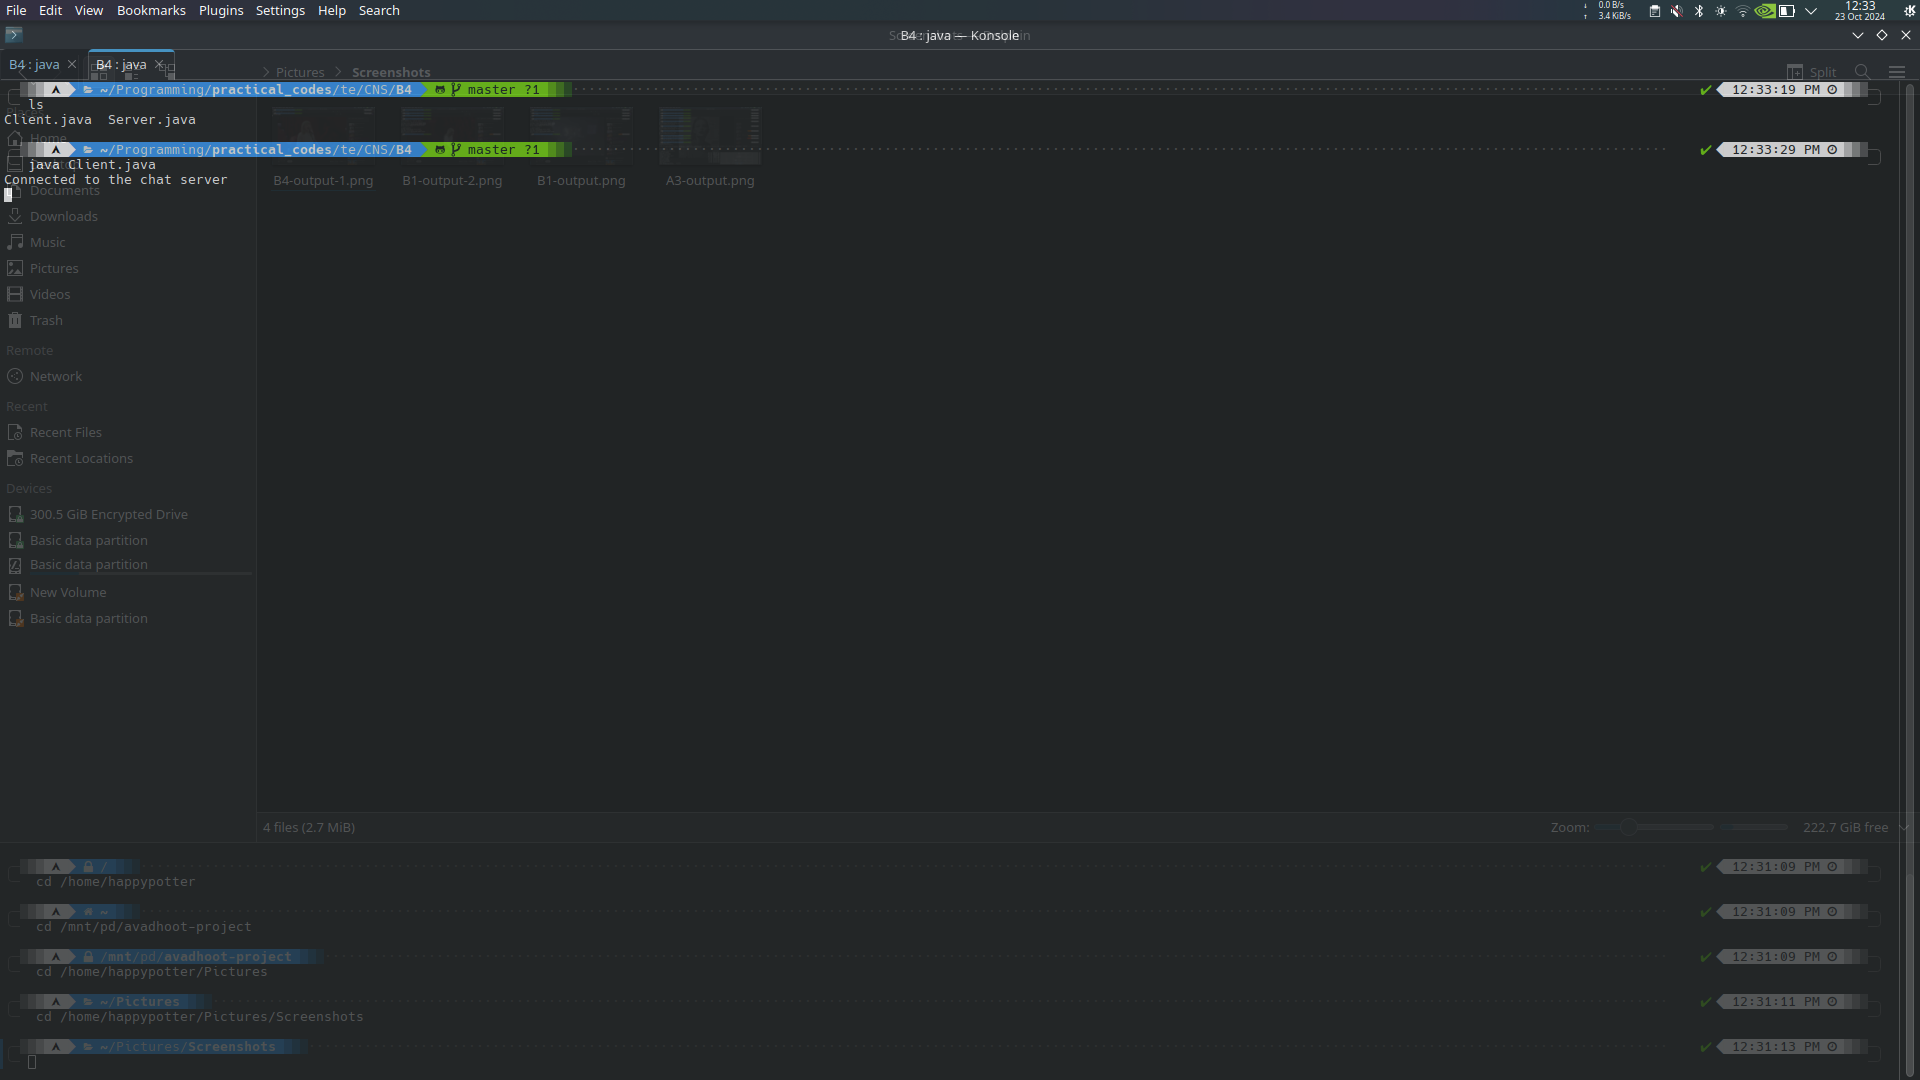 File Edit View Bookmarks Plugins Settings Help Search
0.0 B/s
3.4 KiB/s
12:33
23 Oct 2024
B4 : java — Konsole
B4 : java
B4 : java
Pictures
Screenshots
Split
~/Programming/practical_codes/te/CNS/B4 master ?1 12:33:19 PM
ls
Client.java Server.java
Home
~/Programming/practical_codes/te/CNS/B4 master ?1 12:33:29 PM
java Client.java
Connected to the chat server
B4-output-1.png B1-output-2.png B1-output.png A3-output.png
Documents
Downloads
Music
Pictures
Videos
Trash
Remote
Network
Recent
Recent Files
Recent Locations
Devices
300.5 GiB Encrypted Drive
Basic data partition
Basic data partition
New Volume
Basic data partition
4 files (2.7 MiB)
Zoom:
222.7 GiB free
/ 12:31:09 PM
cd /home/happypotter
~ 12:31:09 PM
cd /mnt/pd/avadhoot-project
/mnt/pd/avadhoot-project 12:31:09 PM
cd /home/happypotter/Pictures
~/Pictures 12:31:11 PM
cd /home/happypotter/Pictures/Screenshots
~/Pictures/Screenshots 12:31:13 PM